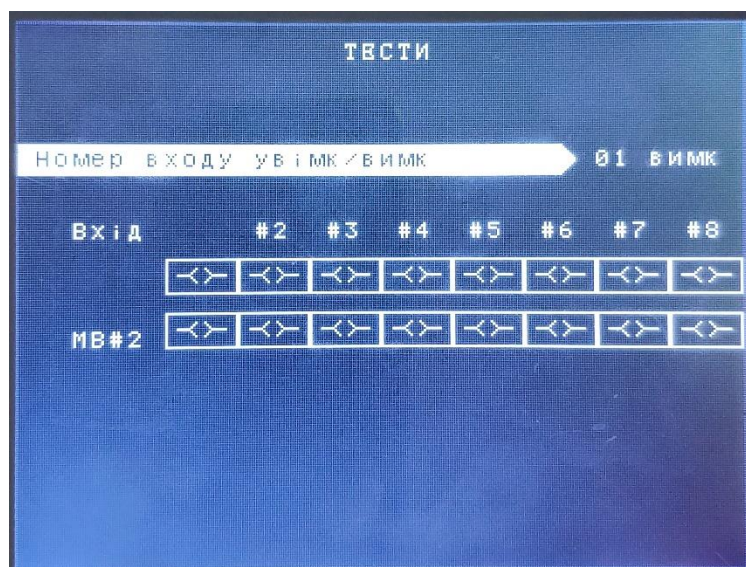 ТЕСТИ
Номер входу увімк/вимк 01 вимк
Вхід #2 #3 #4 #5 #6 #7 #8
МВ#2